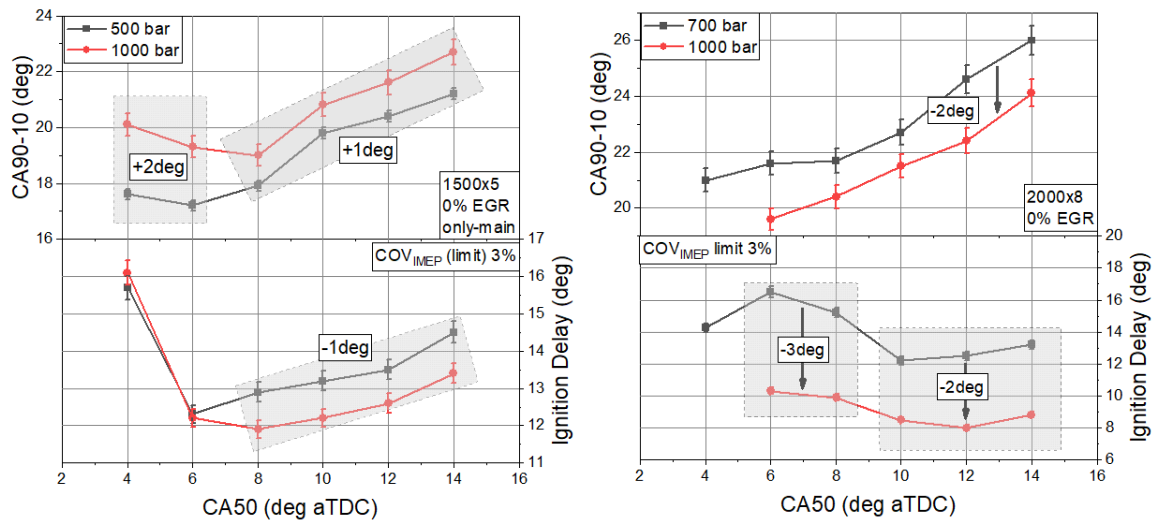 24
22
20
18
16
CA90-10 (deg)
500 bar
1000 bar
+2deg
+1deg
1500x5
0% EGR
only-main
COV_IMEP (limit) 3%
17
16
15
14
13
12
11
Ignition Delay (deg)
-1deg
2 4 6 8 10 12 14 16
CA50 (deg aTDC)
26
24
22
20
CA90-10 (deg)
700 bar
1000 bar
-2deg
2000x8
0% EGR
COV_IMEP limit 3%
20
18
16
14
12
10
8
6
Ignition Delay (deg)
-3deg
-2deg
2 4 6 8 10 12 14 16
CA50 (deg aTDC)